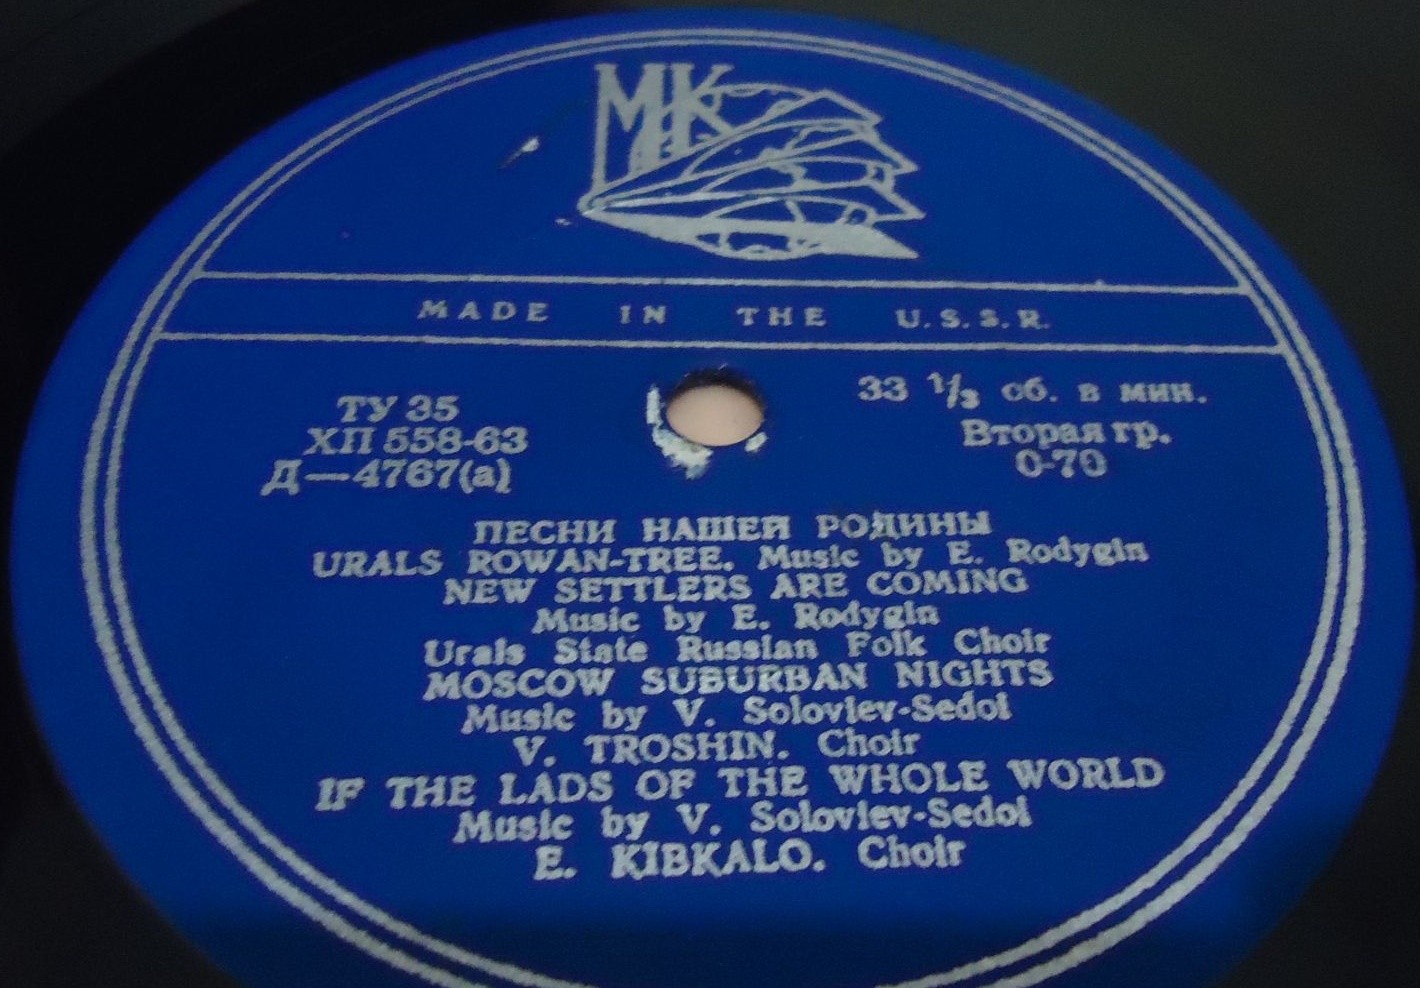 МК
MADE IN THE U.S.S.R.
ТУ 35
ХП 558-63
Д—4767(а)
33 1/3 об. в мин.
Вторая гр.
0-70
ПЕСНИ НАШЕЙ РОДИНЫ
URALS ROWAN-TREE. Music by E. Rodygin
NEW SETTLERS ARE COMING
Music by E. Rodygin
Urals State Russian Folk Choir
MOSCOW SUBURBAN NIGHTS
Music by V. Soloviev-Sedoi
V. TROSHIN. Choir
IF THE LADS OF THE WHOLE WORLD
Music by V. Soloviev-Sedoi
E. KIBKALO. Choir